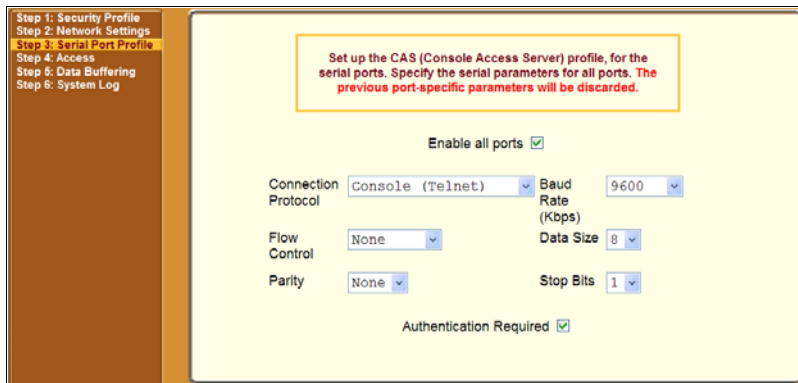 Step 1: Security Profile
Step 2: Network Settings
Step 3: Serial Port Profile
Step 4: Access
Step 5: Data Buffering
Step 6: System Log
Set up the CAS (Console Access Server) profile, for the
serial ports. Specify the serial parameters for all ports. The
previous port-specific parameters will be discarded.
Enable all ports
Connection
Protocol
Console (Telnet)
Baud
Rate
(Kbps)
9600
Flow
Control
None
Data Size
8
Parity
None
Stop Bits
1
Authentication Required